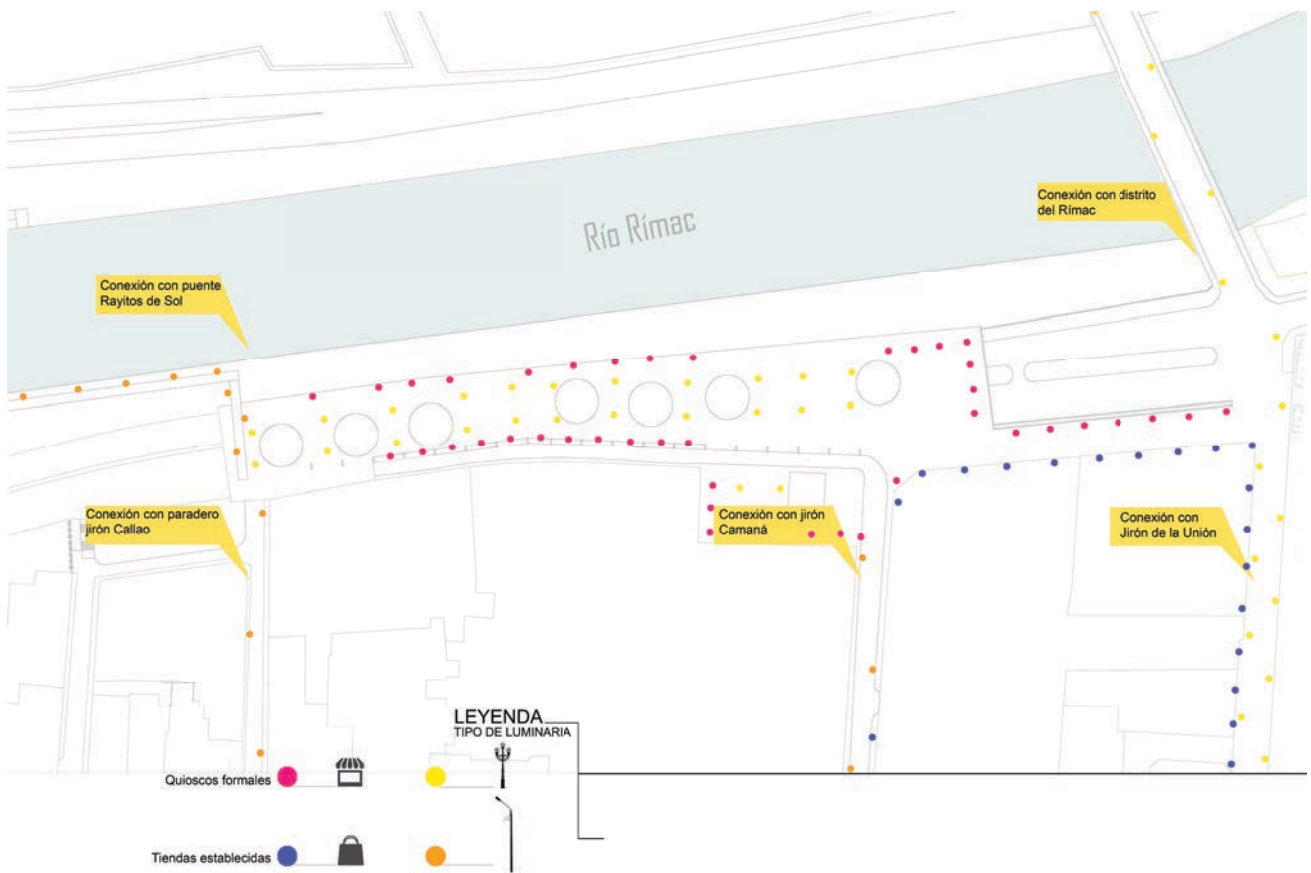 Conexión con distrito
del Rímac
Río Rímac
Conexión con puente
Rayitos de Sol
Conexión con paradero
jirón Callao
Conexión con jirón
Camaná
Conexión con
Jirón de la Unión
LEYENDA
TIPO DE LUMINARIA
Quioscos formales
Tiendas establecidas